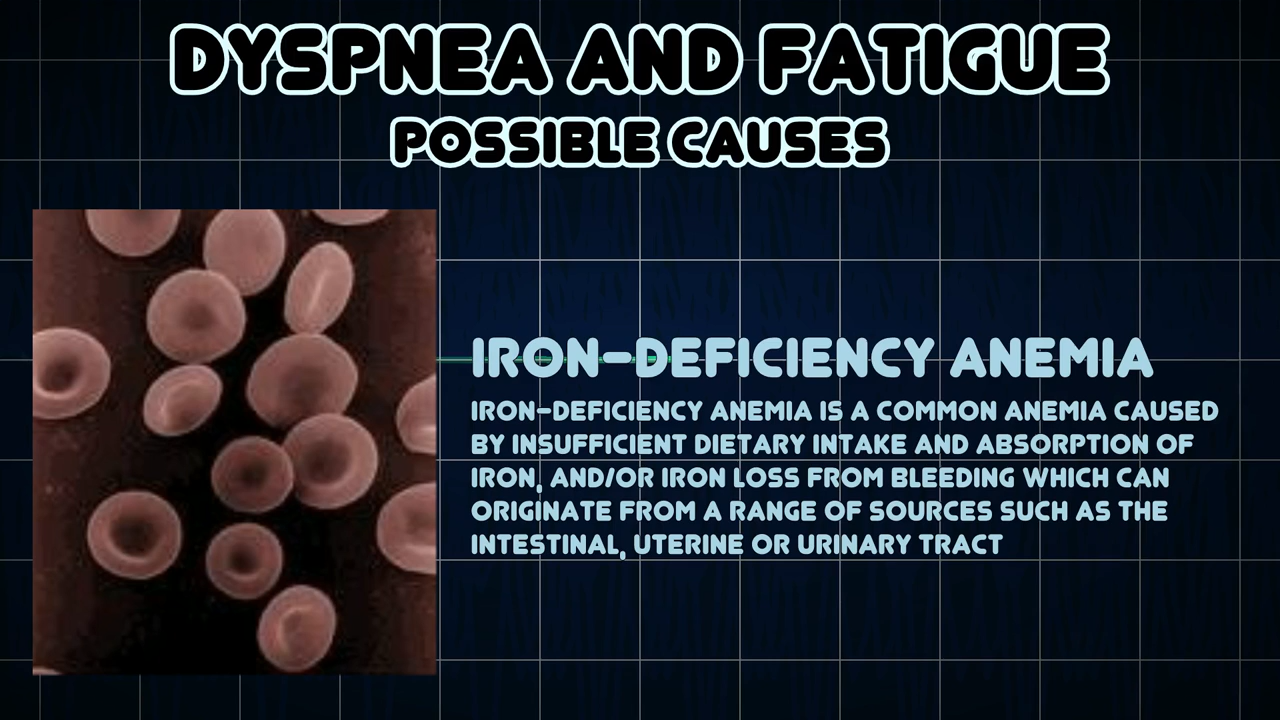 DYSPNEA AND FATIGUE
POSSIBLE CAUSES
IRON-DEFICIENCY ANEMIA
IRON-DEFICIENCY ANEMIA IS A COMMON ANEMIA CAUSED
BY INSUFFICIENT DIETARY INTAKE AND ABSORPTION OF
IRON, AND/OR IRON LOSS FROM BLEEDING WHICH CAN
ORIGINATE FROM A RANGE OF SOURCES SUCH AS THE
INTESTINAL, UTERINE OR URINARY TRACT